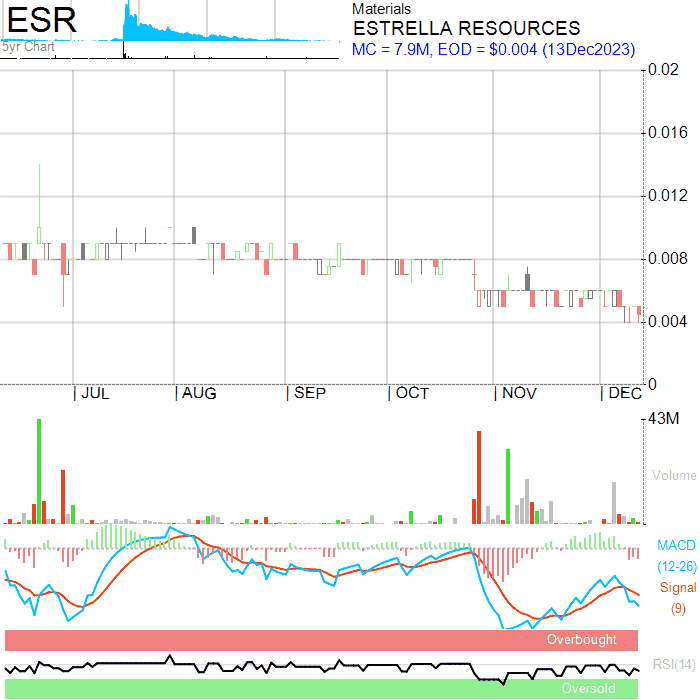 ESR
5yr Chart
Materials
ESTRELLA RESOURCES
MC = 7.9M, EOD = $0.004 (13Dec2023)
0.02
0.016
0.012
0.008
0.004
0
| JUL | AUG | SEP | OCT | NOV | DEC
43M
Volume
MACD
(12-26)
Signal
(9)
Overbought
RSI(14)
Oversold